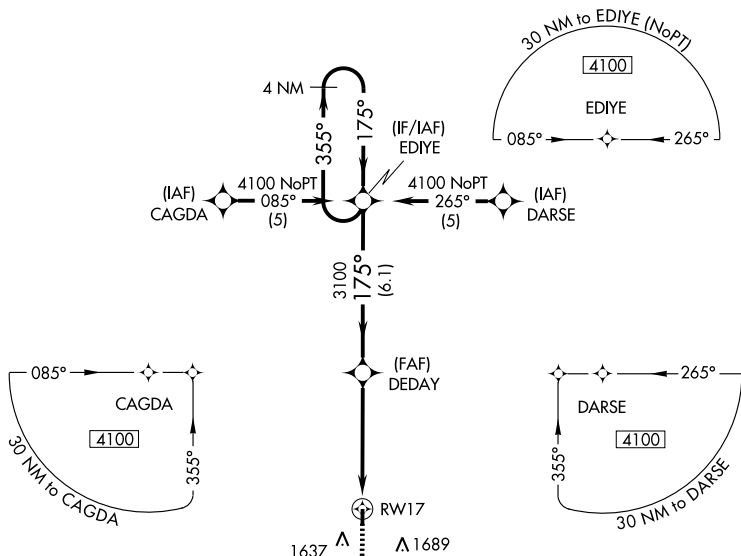 30 NM to EDIYE (NoPT)
4100
EDIYE
085°
265°
4 NM
355°
175°
(IF/IAF)
EDIYE
(IAF)
CAGDA
4100 NoPT
085°
(5)
4100 NoPT
265°
(5)
(IAF)
DARSE
3100
175°
(6.1)
(FAF)
DEDAY
085°
CAGDA
4100
355°
30 NM to CAGDA
265°
DARSE
4100
355°
30 NM to DARSE
RW17
1637
1689